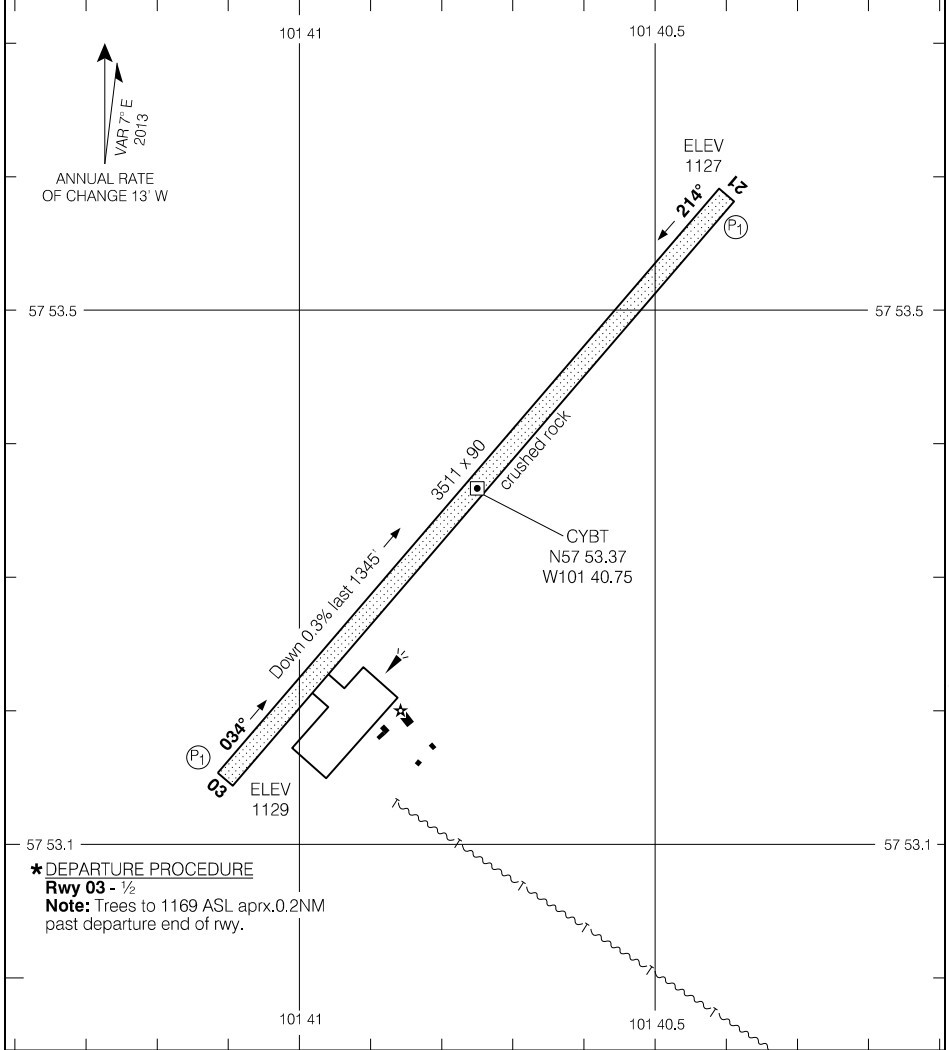 101 41
101 40.5
VAR 7° E
2013
ANNUAL RATE
OF CHANGE 13' W
ELEV
1127
21
214°
P1
57 53.5
57 53.5
3511 x 90
crushed rock
CYBT
N57 53.37
W101 40.75
Down 0.3% last 1345'
034°
P1
03
ELEV
1129
57 53.1
57 53.1
* DEPARTURE PROCEDURE
Rwy 03 - ½
Note: Trees to 1169 ASL aprx.0.2NM
past departure end of rwy.
T
T
T
T
T
T
101 41
101 40.5